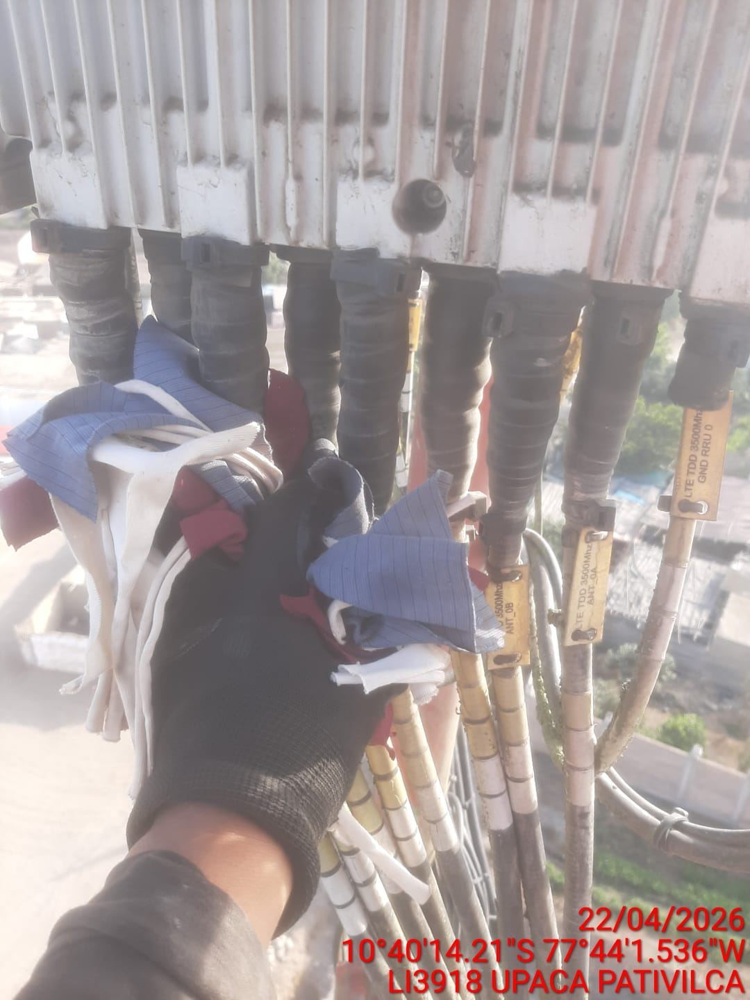 LTE TDD 3500Mhz
GND RRU 0
LTE TDD 3500Mhz
ANT_0A
3500Mhz
ANT_0B
22/04/2026
10°40'14.21"S 77°44'1.536"W
LI3918 UPACA PATIVILCA